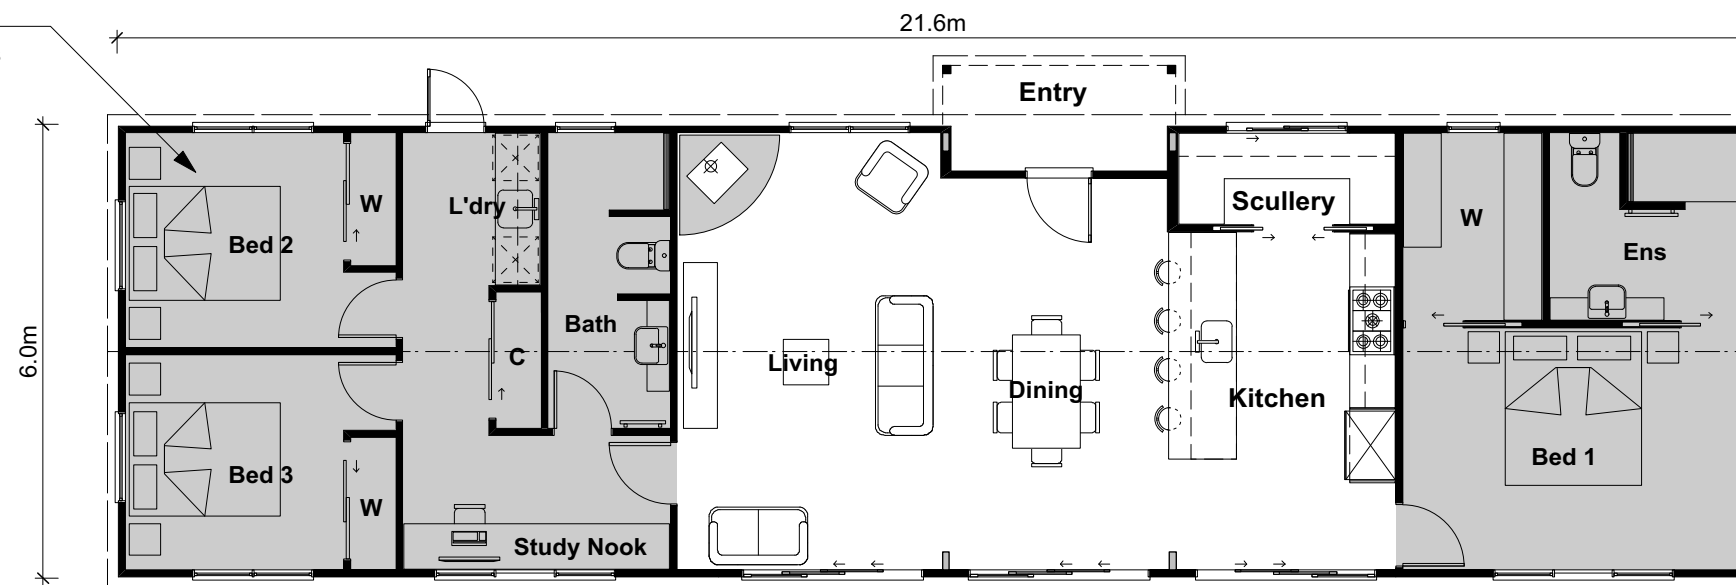 21.6m
Entry
6.0m
Bed 2
W
L'dry
Scullery
W
Ens
Bath
C
Living
Dining
Kitchen
Bed 3
W
Bed 1
Study Nook